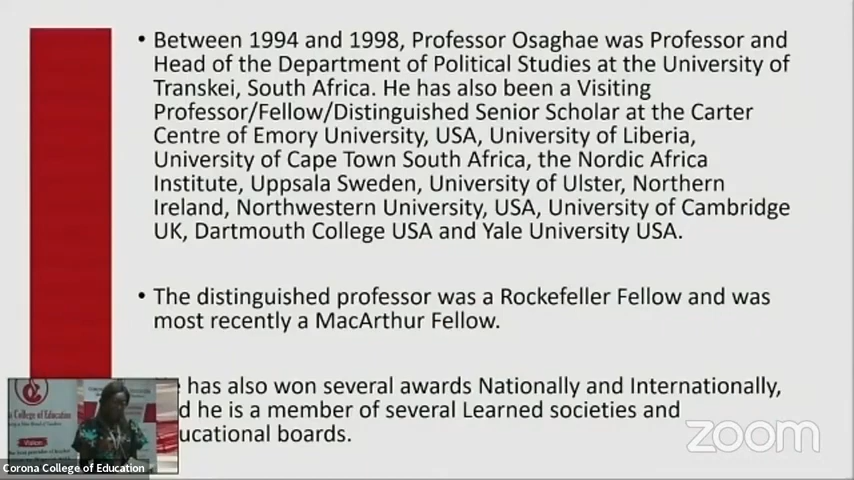 • Between 1994 and 1998, Professor Osaghae was Professor and
Head of the Department of Political Studies at the University of
Transkei, South Africa. He has also been a Visiting
Professor/Fellow/Distinguished Senior Scholar at the Carter
Centre of Emory University, USA, University of Liberia,
University of Cape Town South Africa, the Nordic Africa
Institute, Uppsala Sweden, University of Ulster, Northern
Ireland, Northwestern University, USA, University of Cambridge
UK, Dartmouth College USA and Yale University USA.
• The distinguished professor was a Rockefeller Fellow and was
most recently a MacArthur Fellow.
has also won several awards Nationally and Internationally,
he is a member of several Learned societies and
ucational boards.
College of Education
Vision
Corona College of Education
zoom